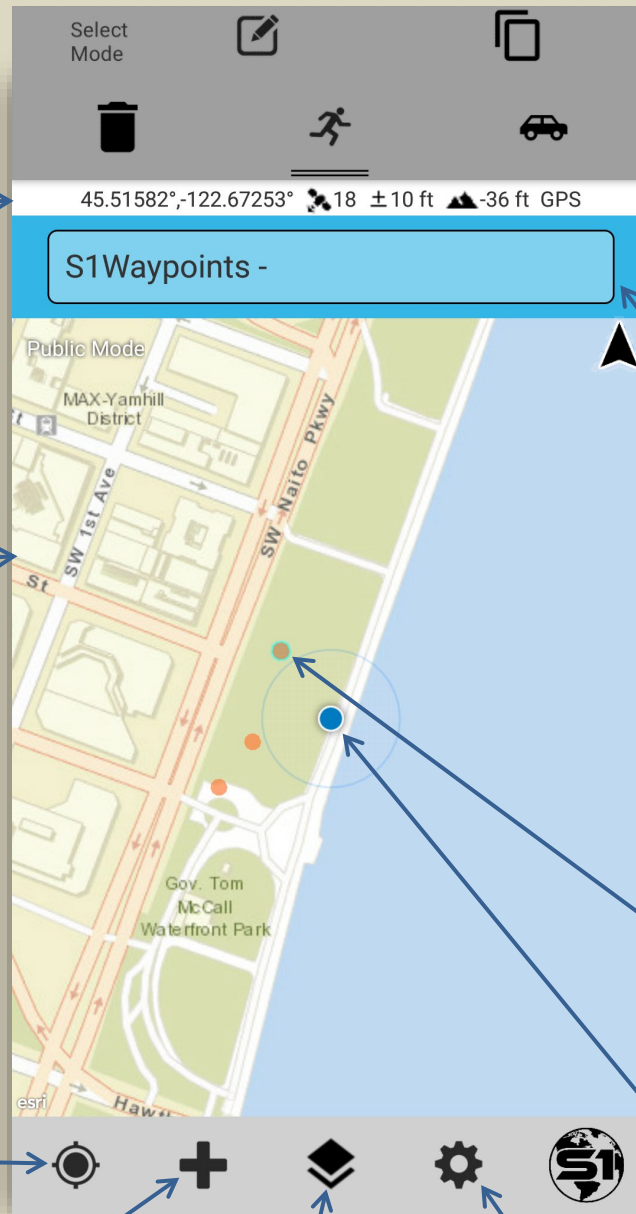 Select
Mode
45.51582°,-122.67253° 18 ±10 ft -36 ft GPS
S1Waypoints -
Public Mode
MAX-Yamhill
District
St
SW 1st Ave
SW Naito Pkwy
St
Gov. Tom
McCall
Waterfront Park
esri
S1